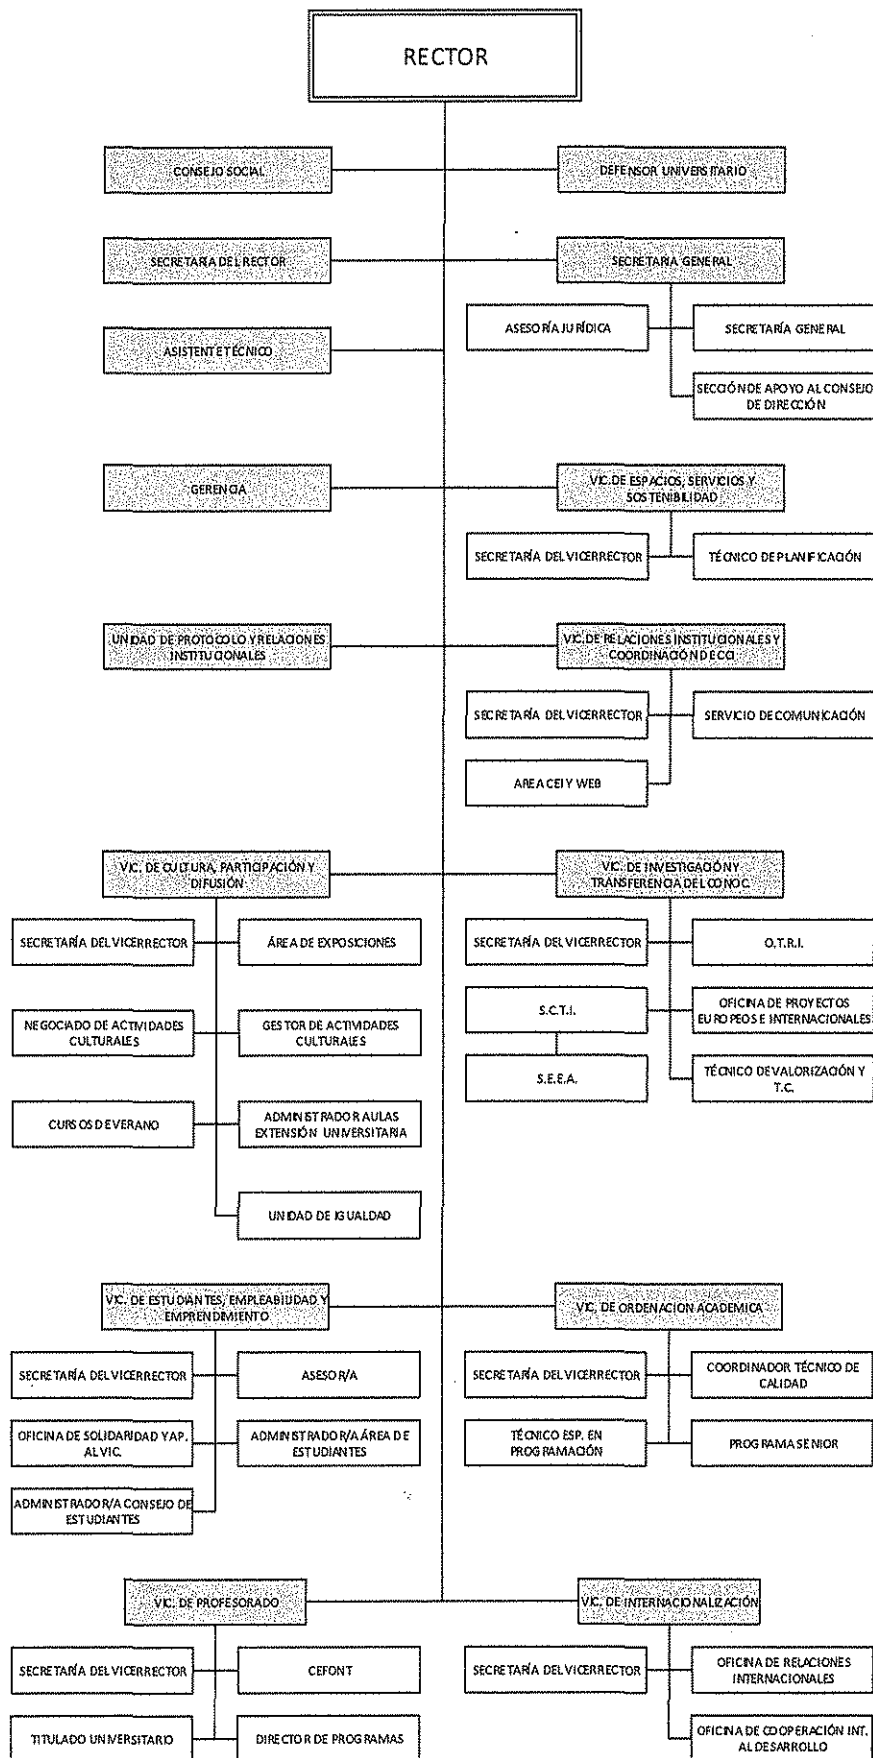 RECTOR
CONSEJO SOCIAL
DEFENSOR UNIVERSITARIO
SECRETARÍA DEL RECTOR
SECRETARIA GENERAL
ASESORÍA JURÍDICA
SECRETARÍA GENERAL
ASISTENTE TÉCNICO
SECCIÓN DE APOYO AL CONSEJO
DE DIRECCIÓN
GERENCIA
VIC. DE ESPACIOS, SERVICIOS Y
SOSTENIBILIDAD
SECRETARÍA DEL VICERRECTOR
TÉCNICO DE PLANIFICACIÓN
UNIDAD DE PROTOCOLO Y RELACIONES
INSTITUCIONALES
VIC. DE RELACIONES INSTITUCIONALES Y
COORDINACIÓN DE CCI
SECRETARÍA DEL VICERRECTOR
SERVICIO DE COMUNICACIÓN
AREA CEI Y WEB
VIC. DE CULTURA, PARTICIPACIÓN Y
DIFUSIÓN
VIC. DE INVESTIGACIÓN Y
TRANSFERENCIA DEL CONOC.
SECRETARÍA DEL VICERRECTOR
ÁREA DE EXPOSICIONES
SECRETARÍA DEL VICERRECTOR
O.T.R.I.
NEGOCIADO DE ACTIVIDADES
CULTURALES
GESTOR DE ACTIVIDADES
CULTURALES
S.C.T.I.
OFICINA DE PROYECTOS
EUROPEOS E INTERNACIONALES
S.E.E.A.
TÉCNICO DE VALORIZACIÓN Y
T.C.
CURSOS DE VERANO
ADMINISTRADOR AULAS
EXTENSIÓN UNIVERSITARIA
UNIDAD DE IGUALDAD
VIC. DE ESTUDIANTES, EMPLEABILIDAD Y
EMPRENDIMIENTO
VIC. DE ORDENACION ACADEMICA
SECRETARÍA DEL VICERRECTOR
ASESOR/A
SECRETARÍA DEL VICERRECTOR
COORDINADOR TÉCNICO DE
CALIDAD
OFICINA DE SOLIDARIDAD Y AP.
AL VIC.
ADMINISTRADOR/A ÁREA DE
ESTUDIANTES
TÉCNICO ESP. EN
PROGRAMACIÓN
PROGRAMA SENIOR
ADMINISTRADOR/A CONSEJO DE
ESTUDIANTES
VIC. DE PROFESORADO
VIC. DE INTERNACIONALIZACIÓN
SECRETARÍA DEL VICERRECTOR
CEFONT
SECRETARÍA DEL VICERRECTOR
OFICINA DE RELACIONES
INTERNACIONALES
TITULADO UNIVERSITARIO
DIRECTOR DE PROGRAMAS
OFICINA DE COOPERACIÓN INT.
AL DESARROLLO